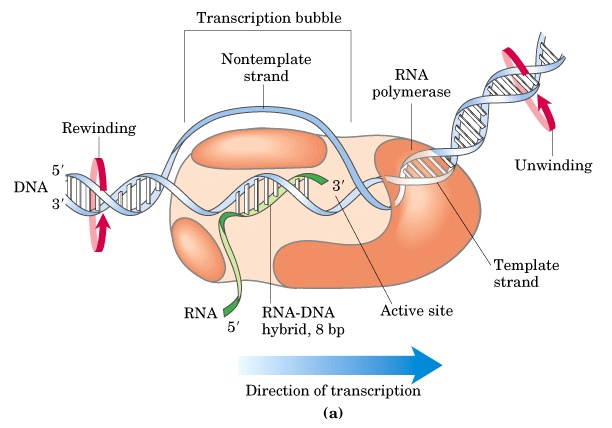 Transcription bubble
Nontemplate
strand
RNA
polymerase
Rewinding
Unwinding
5′
DNA
3′
3′
Template
strand
RNA
5′
RNA-DNA
hybrid, 8 bp
Active site
Direction of transcription
(a)